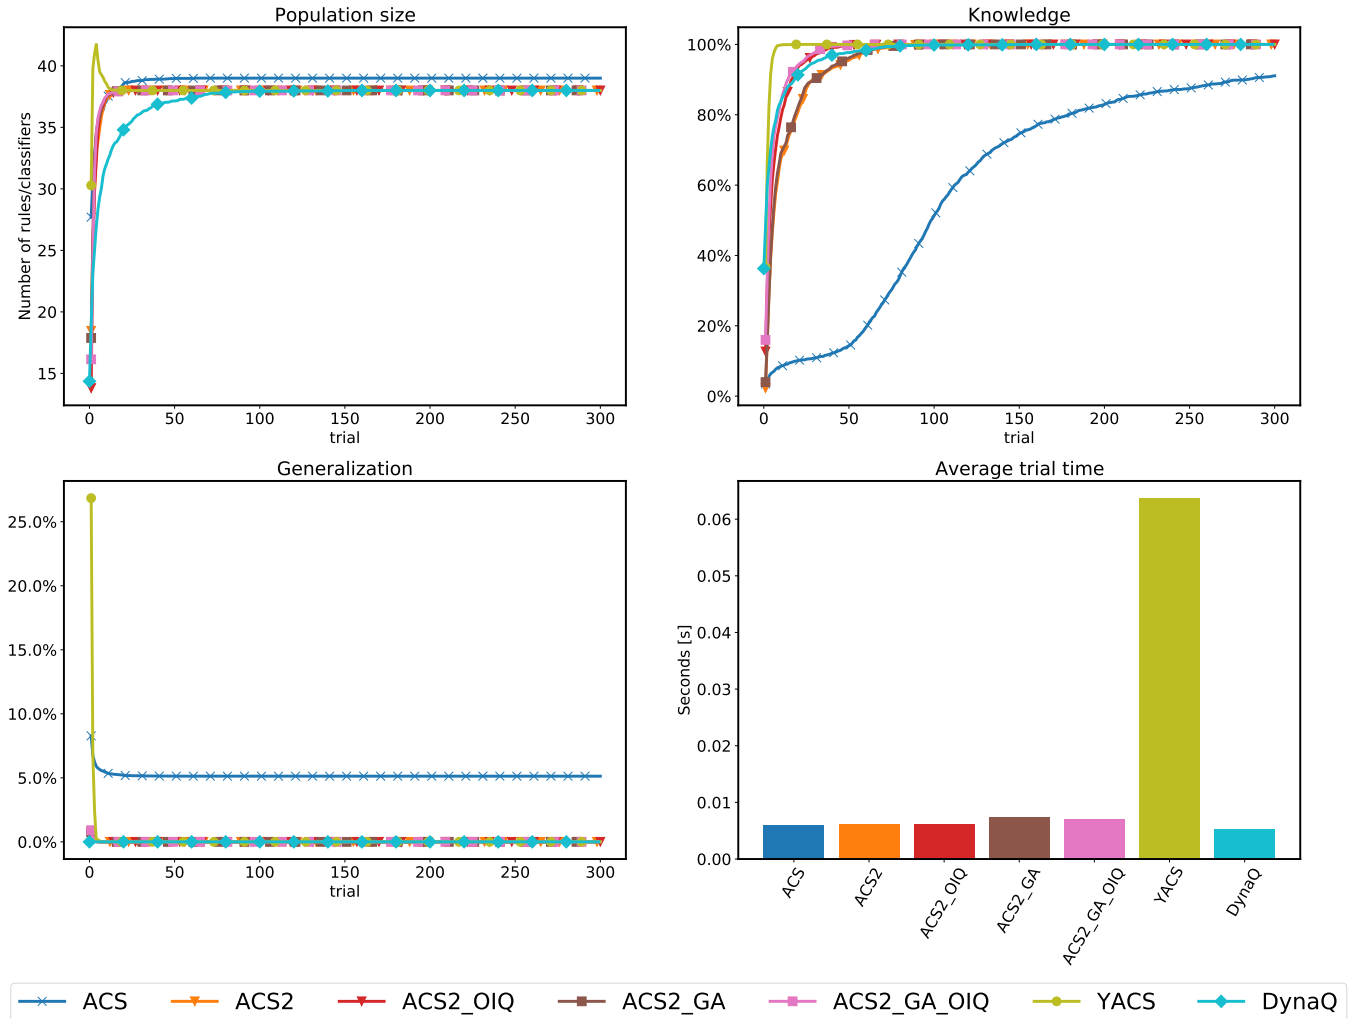 Population size
Number of rules/classifiers
40
35
30
25
20
15
0 50 100 150 200 250 300
trial
Knowledge
100%
80%
60%
40%
20%
0%
0 50 100 150 200 250 300
trial
Generalization
25.0%
20.0%
15.0%
10.0%
5.0%
0.0%
0 50 100 150 200 250 300
trial
Average trial time
Seconds [s]
0.06
0.05
0.04
0.03
0.02
0.01
0.00
ACS ACS2 ACS2_OIQ ACS2_GA ACS2_GA_OIQ YACS DynaQ
ACS ACS2 ACS2_OIQ ACS2_GA ACS2_GA_OIQ YACS DynaQ